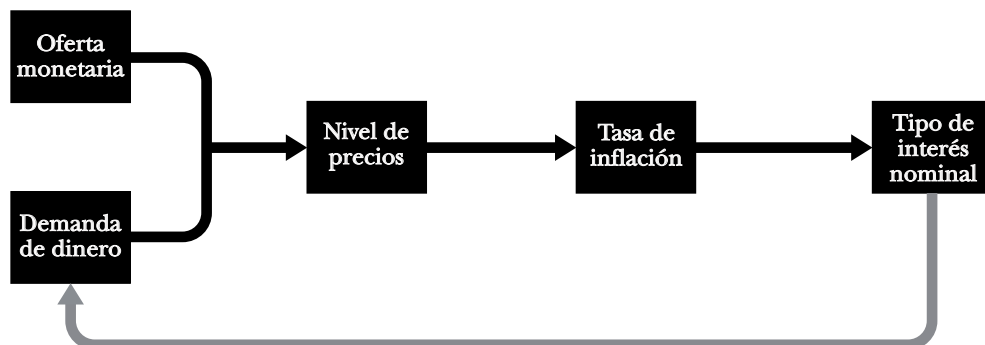 Oferta
monetaria
Nivel de
precios
Tasa de
inflación
Tipo de
interés
nominal
Demanda
de dinero